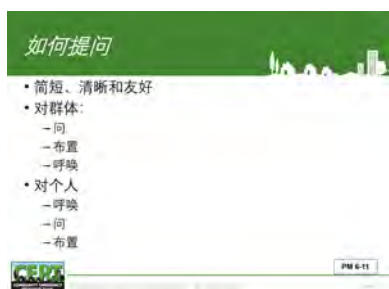 如何提问
• 简短、清晰和友好
• 对群体:
– 问
– 布置
– 呼唤
• 对个人
– 呼唤
– 问
– 布置
PM 6-11
CERT